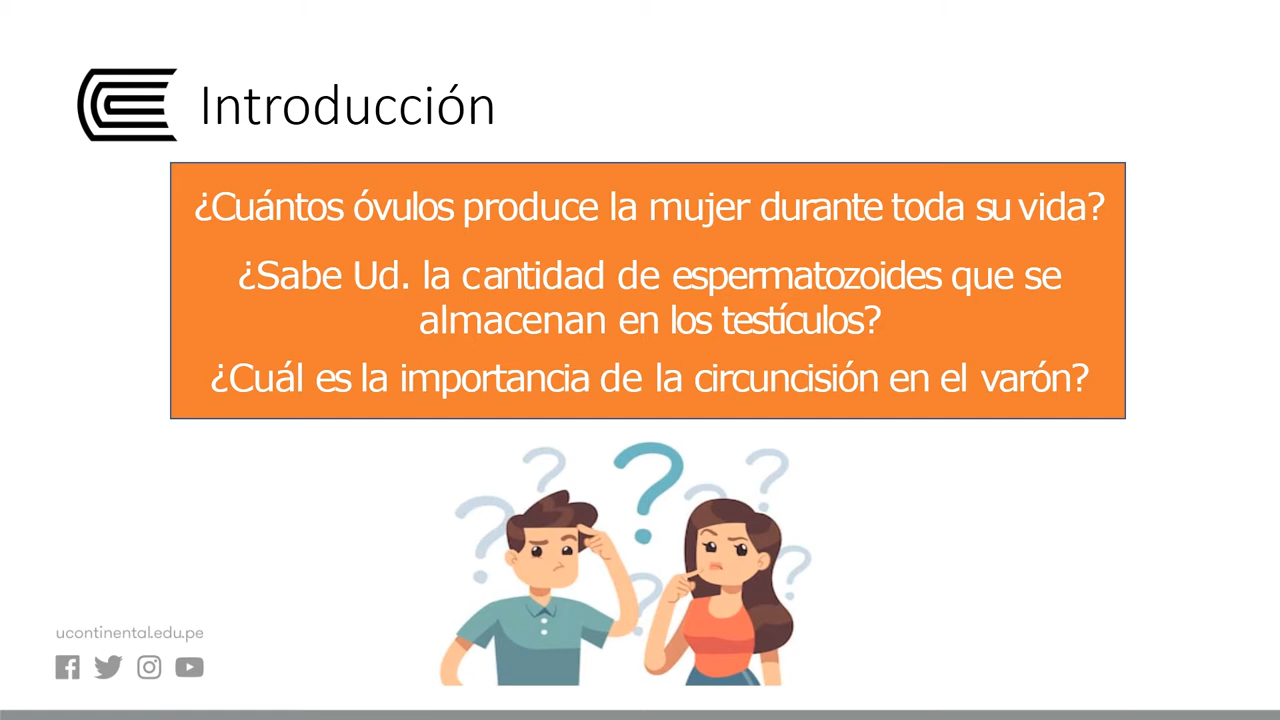 Introducción
¿Cuántos óvulos produce la mujer durante toda su vida?
¿Sabe Ud. la cantidad de espermatozoides que se
almacenan en los testículos?
¿Cuál es la importancia de la circuncisión en el varón?
ucontinental.edu.pe